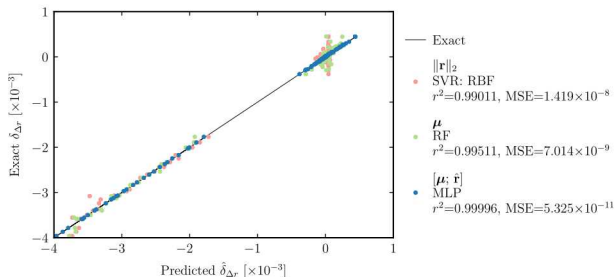 1
0
−1
−2
−3
−4
Exact δ_Δr [×10⁻³]
−4
−3
−2
−1
0
1
Predicted δ̂_Δr [×10⁻³]
Exact
‖r‖₂
SVR: RBF
r²=0.99011, MSE=1.419×10⁻⁸
μ
RF
r²=0.99511, MSE=7.014×10⁻⁹
[μ; r̂]
MLP
r²=0.99996, MSE=5.325×10⁻¹¹